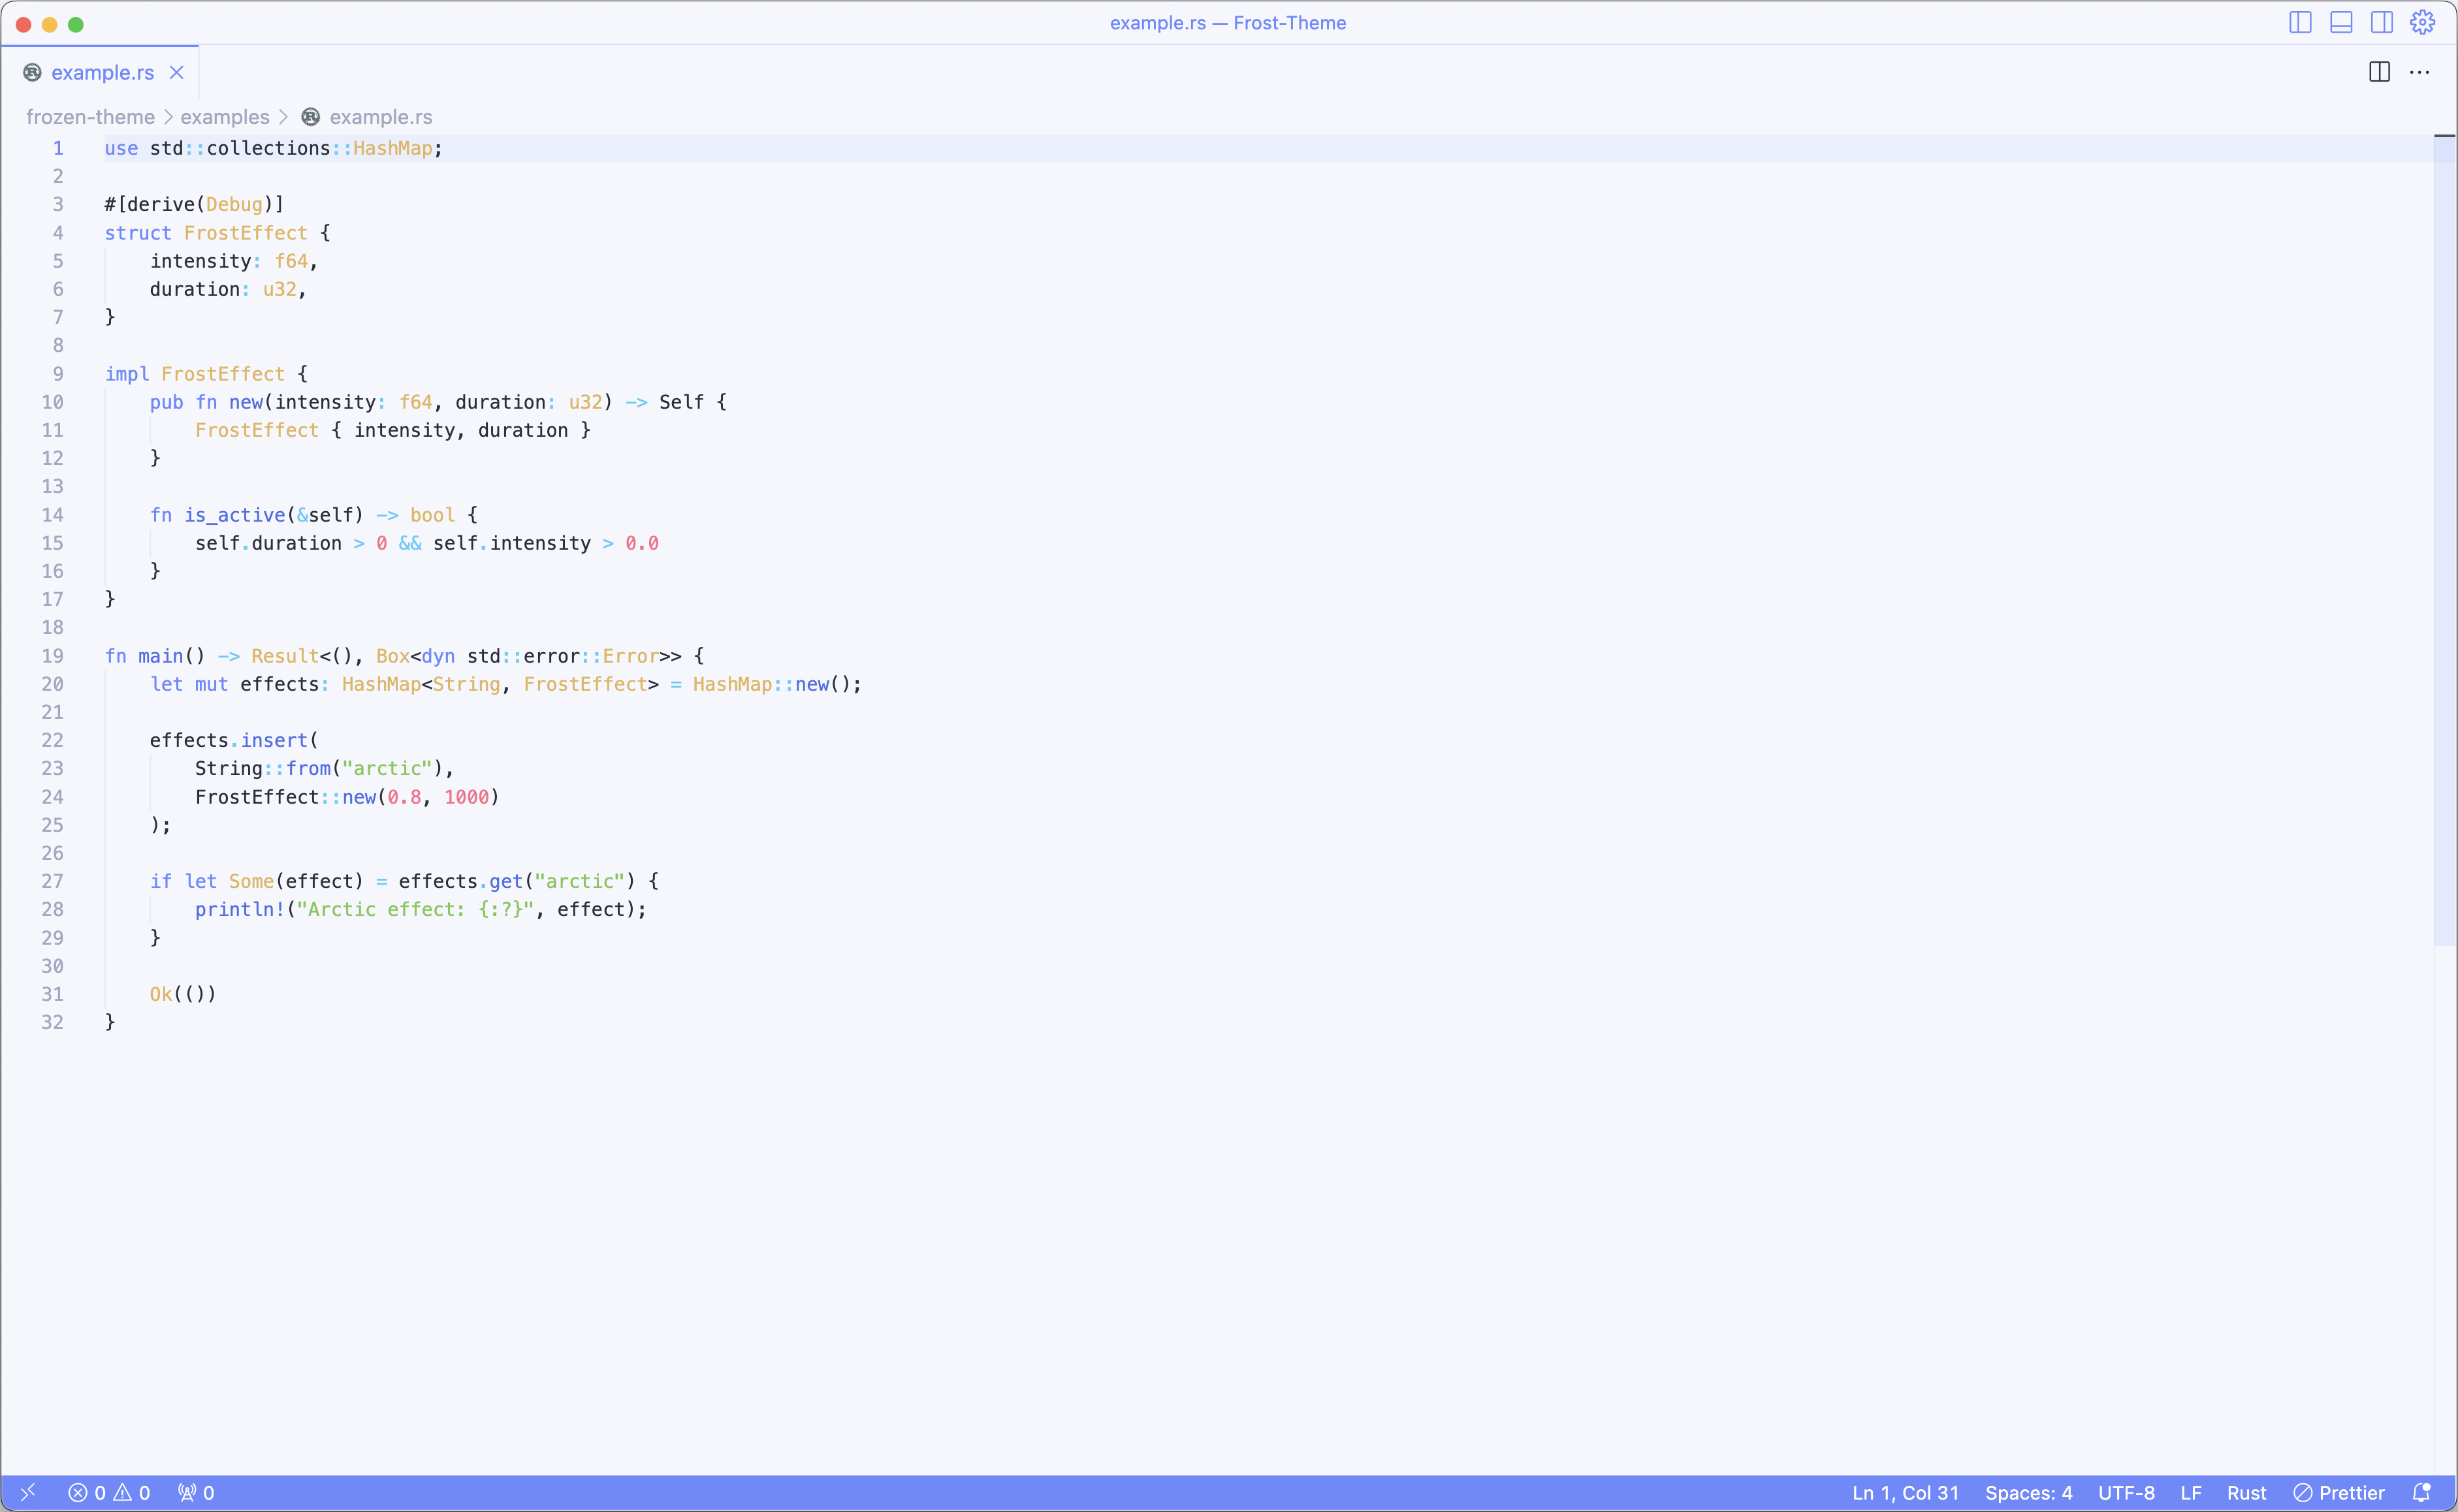 example.rs — Frost-Theme
example.rs
frozen-theme > examples > example.rs
1 use std::collections::HashMap;
2
3 #[derive(Debug)]
4 struct FrostEffect {
5     intensity: f64,
6     duration: u32,
7 }
8
9 impl FrostEffect {
10     pub fn new(intensity: f64, duration: u32) -> Self {
11         FrostEffect { intensity, duration }
12     }
13
14     fn is_active(&self) -> bool {
15         self.duration > 0 && self.intensity > 0.0
16     }
17 }
18
19 fn main() -> Result<(), Box<dyn std::error::Error>> {
20     let mut effects: HashMap<String, FrostEffect> = HashMap::new();
21
22     effects.insert(
23         String::from("arctic"),
24         FrostEffect::new(0.8, 1000)
25     );
26
27     if let Some(effect) = effects.get("arctic") {
28         println!("Arctic effect: {:?}", effect);
29     }
30
31     Ok(())
32 }
0 0 0 Ln 1, Col 31 Spaces: 4 UTF-8 LF Rust Prettier